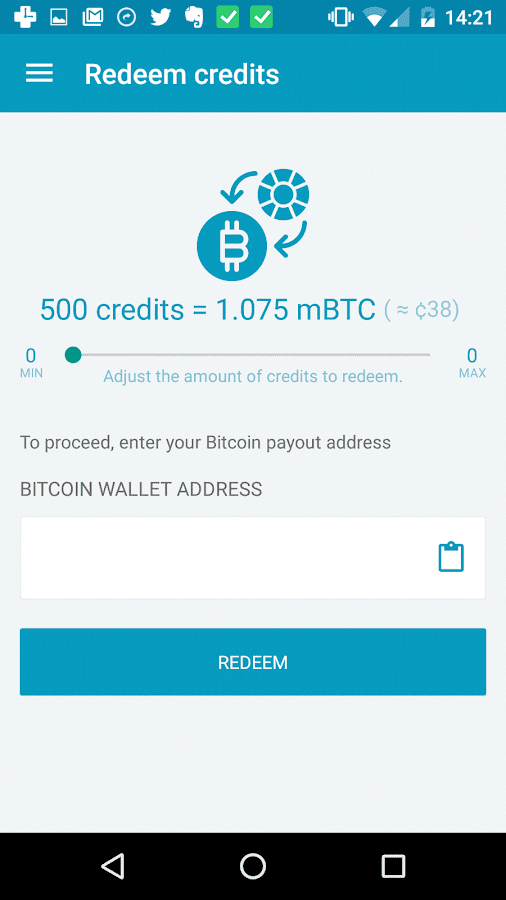 14:21
Redeem credits
500 credits = 1.075 mBTC ( ≈ ¢38)
0 0
MIN MAX
Adjust the amount of credits to redeem.
To proceed, enter your Bitcoin payout address
BITCOIN WALLET ADDRESS
REDEEM